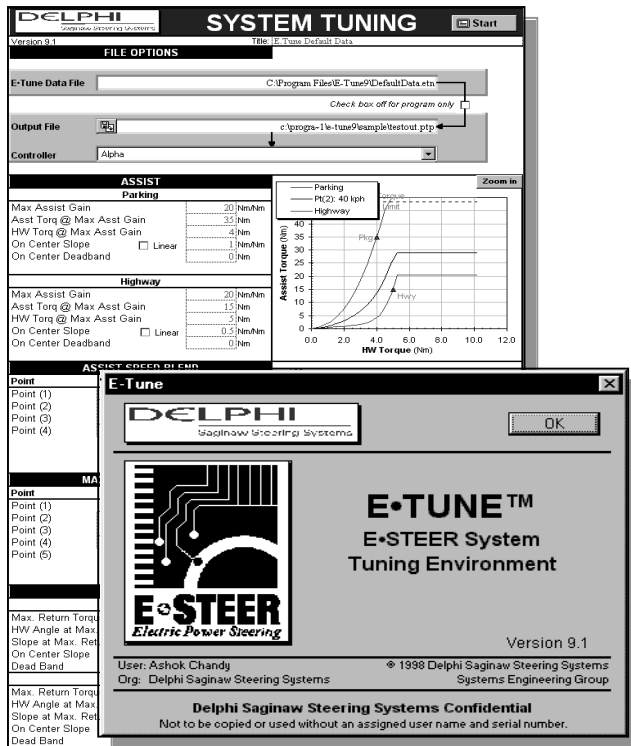 DELPHI
Saginaw Steering Systems
SYSTEM TUNING
Start
Version 9.1
Title: E-Tune Default Data
FILE OPTIONS
E•Tune Data File
C:\Program Files\E-Tune9\DefaultData.etn
Check box off for program only
Output File
c:\progra~1\e-tune9\sample\testout.ptp
Controller
Alpha
ASSIST
Parking
Max Assist Gain 20 Nm/Nm
Asst Torq @ Max Asst Gain 35 Nm
HW Torq @ Max Asst Gain 4 Nm
On Center Slope Linear 1 Nm/Nm
On Center Deadband 0 Nm
Highway
Max Assist Gain 20 Nm/Nm
Asst Torq @ Max Asst Gain 15 Nm
HW Torq @ Max Asst Gain 5 Nm
On Center Slope Linear 0.5 Nm/Nm
On Center Deadband 0 Nm
Zoom in
Parking
Pt(2): 40 kph
Highway
Torque
Limit
Pkg
Hwy
Assist Torque (Nm)
40
35
30
25
20
15
10
5
0
0.0 2.0 4.0 6.0 8.0 10.0 12.0
HW Torque (Nm)
ASSIST SPEED BLEND
Point
Point (1)
Point (2)
Point (3)
Point (4)
MA
Point
Point (1)
Point (2)
Point (3)
Point (4)
Point (5)
Max. Return Torqu
HW Angle at Max.
Slope at Max. Ret
On Center Slope
Dead Band
Max. Return Torqu
HW Angle at Max.
Slope at Max. Ret
On Center Slope
Dead Band
E-Tune
DELPHI
Saginaw Steering Systems
OK
E•STEER
Electric Power Steering
E•TUNE™
E•STEER System
Tuning Environment
Version 9.1
User: Ashok Chandy
© 1998 Delphi Saginaw Steering Systems
Org: Delphi Saginaw Steering Systems
Systems Engineering Group
Delphi Saginaw Steering Systems Confidential
Not to be copied or used without an assigned user name and serial number.